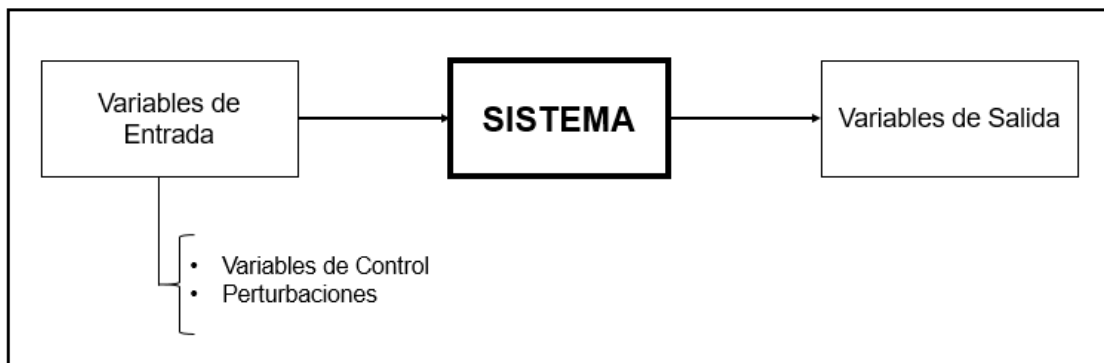 Variables de
Entrada
SISTEMA
Variables de Salida
• Variables de Control
• Perturbaciones